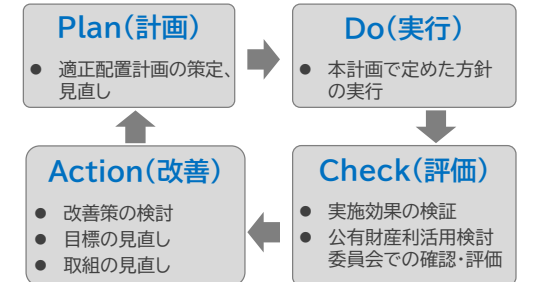 Plan(計画)
● 適正配置計画の策定、
見直し
Do(実行)
● 本計画で定めた方針
の実行
Action(改善)
● 改善策の検討
● 目標の見直し
● 取組の見直し
Check(評価)
● 実施効果の検証
● 公有財産利活用検討
委員会での確認・評価